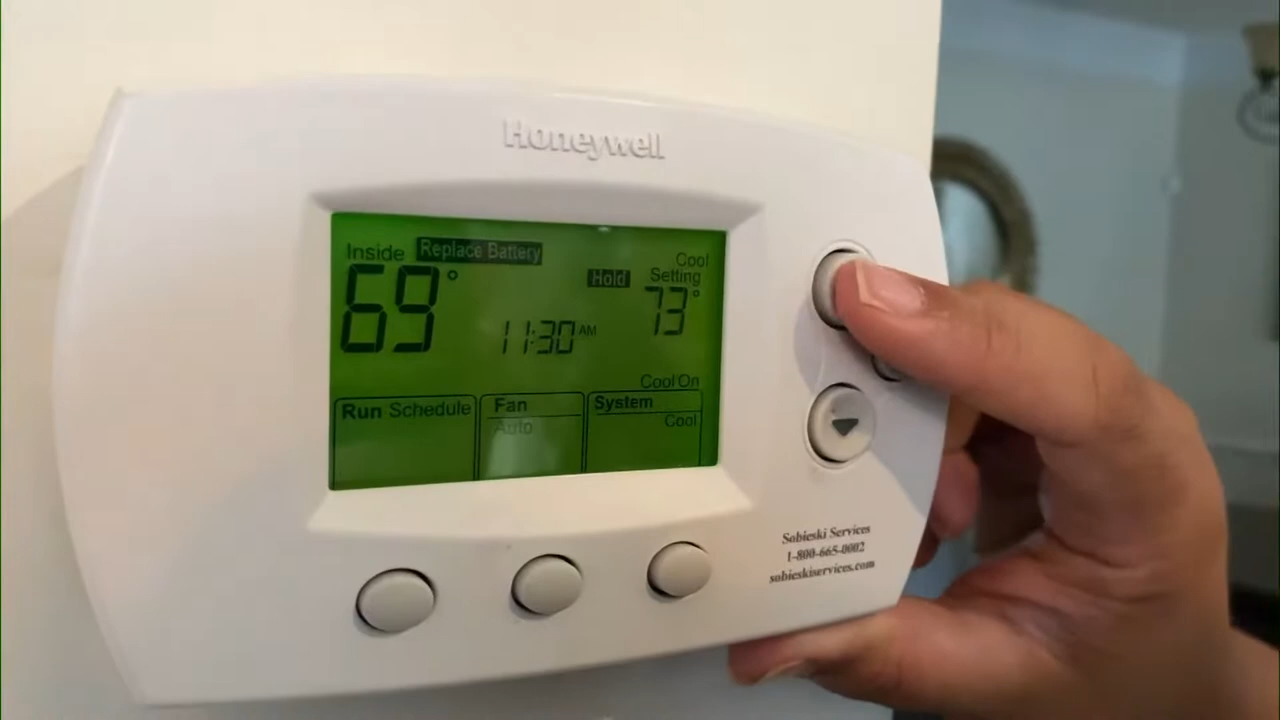 Honeywell
Inside Replace Battery
Cool
Hold Setting
69° 73°
11:30 AM
Cool On
Run Schedule Fan System
Auto Cool
Sobieski Services
1-800-665-0002
sobieskiservices.com